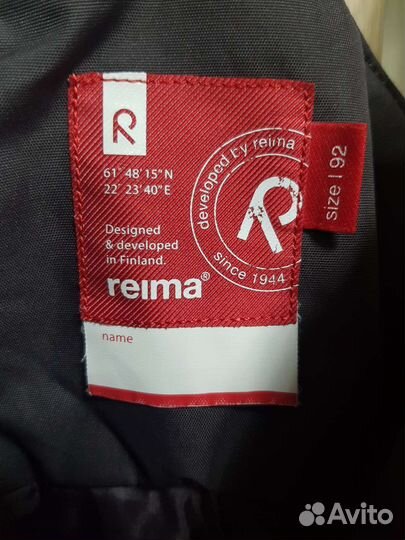 R
61° 48' 15" N
22° 23' 40" E
Designed
& developed
in Finland.
reima®
developed by reima
R
since 1944
name
size | 92
Avito